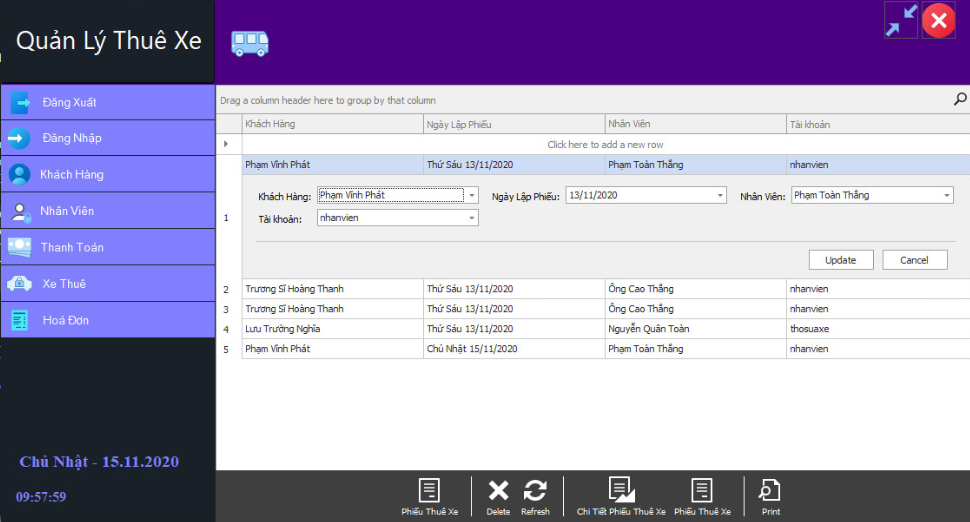 Quản Lý Thuê Xe
Đăng Xuất
Đăng Nhập
Khách Hàng
Nhân Viên
Thanh Toán
Xe Thuê
Hoá Đơn
Chủ Nhật - 15.11.2020
09:57:59
Drag a column header here to group by that column
Khách Hàng Ngày Lập Phiếu Nhân Viên Tài khoản
Click here to add a new row
Phạm Vĩnh Phát Thứ Sáu 13/11/2020 Phạm Toàn Thắng nhanvien
Khách Hàng: Phạm Vĩnh Phát Ngày Lập Phiếu: 13/11/2020 Nhân Viên: Phạm Toàn Thắng
1 Tài khoản: nhanvien
Update Cancel
2 Trương Sĩ Hoàng Thanh Thứ Sáu 13/11/2020 Ông Cao Thắng nhanvien
3 Trương Sĩ Hoàng Thanh Thứ Sáu 13/11/2020 Ông Cao Thắng nhanvien
4 Lưu Trường Nghĩa Thứ Sáu 13/11/2020 Nguyễn Quân Toàn thosuaxe
5 Phạm Vĩnh Phát Chủ Nhật 15/11/2020 Phạm Toàn Thắng nhanvien
Phiếu Thuê Xe Delete Refresh Chi Tiết Phiếu Thuê Xe Phiếu Thuê Xe Print